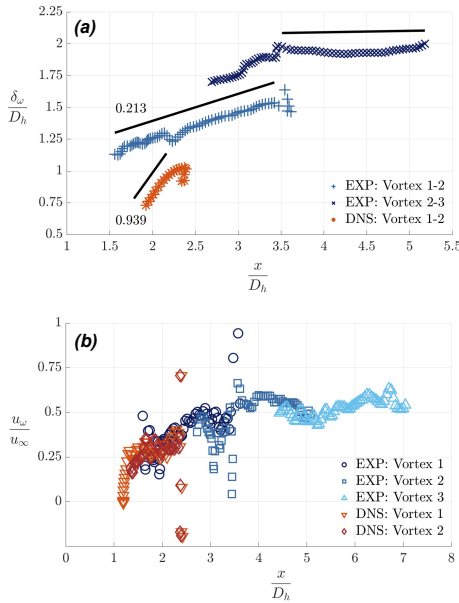 (a)
2.25
2
1.75
δω
Dh
1.5
1.25
1
0.75
0.5
0.213
0.939
EXP: Vortex 1-2
EXP: Vortex 2-3
DNS: Vortex 1-2
1 1.5 2 2.5 3 3.5 4 4.5 5 5.5
x
Dh
(b)
1
0.75
uω
u∞
0.5
0.25
0
EXP: Vortex 1
EXP: Vortex 2
EXP: Vortex 3
DNS: Vortex 1
DNS: Vortex 2
0 1 2 3 4 5 6 7 8
x
Dh